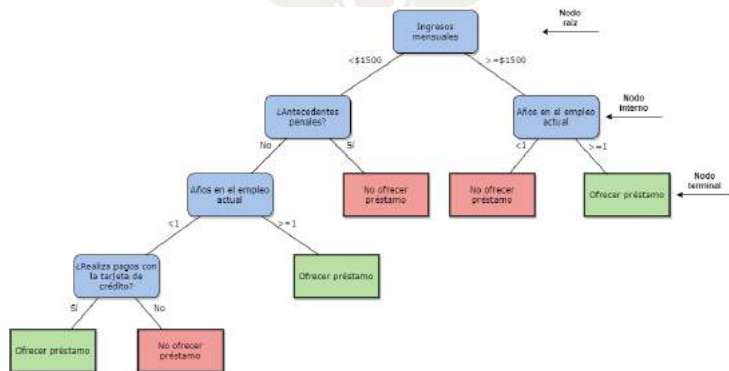 Ingresos
mensuales
Nodo
raíz
<$1500
>=$1500
¿Antecedentes
penales?
Años en el empleo
actual
Nodo
Interno
No
Sí
<1
>=1
Años en el empleo
actual
No ofrecer
préstamo
No ofrecer
préstamo
Ofrecer préstamo
Nodo
terminal
<1
>=1
¿Realiza pagos con
la tarjeta de
crédito?
Ofrecer préstamo
Sí
No
Ofrecer préstamo
No ofrecer
préstamo